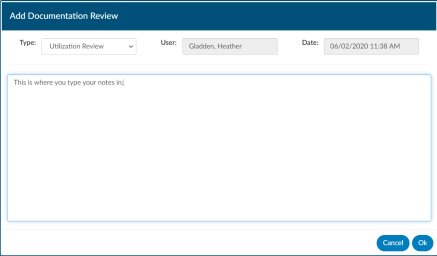 Add Documentation Review
Type: Utilization Review User: Gladden, Heather Date: 06/02/2020 11:38 AM
This is where you type your notes in.
Cancel Ok